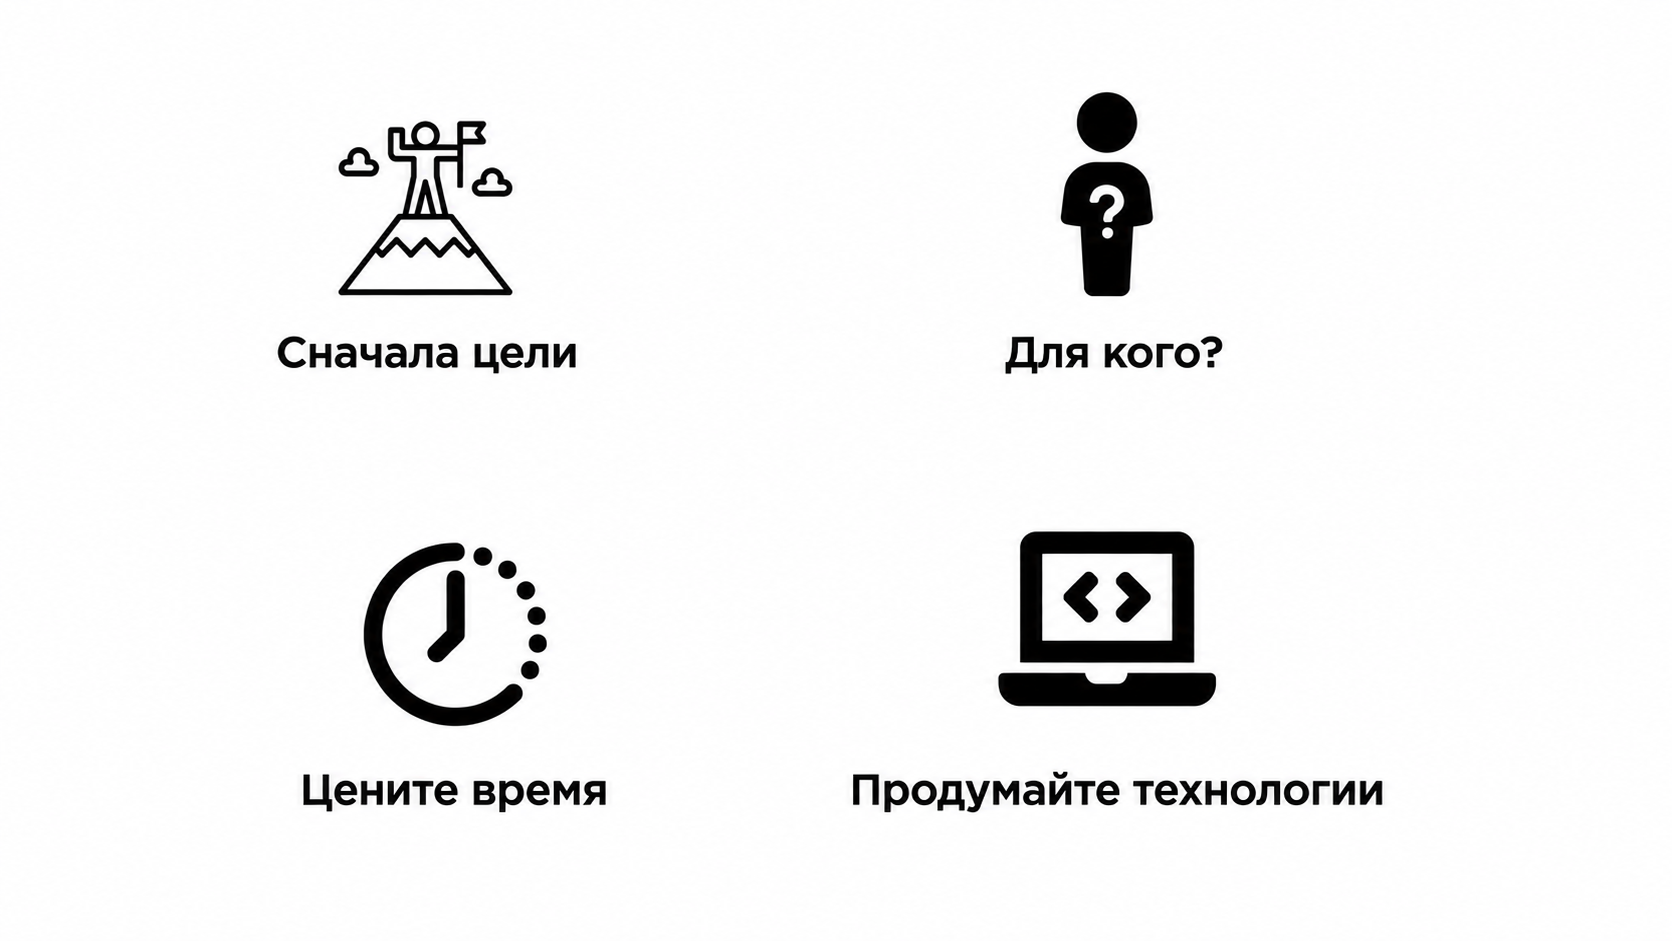 Сначала цели
?
Для кого?
Цените время
Продумайте технологии